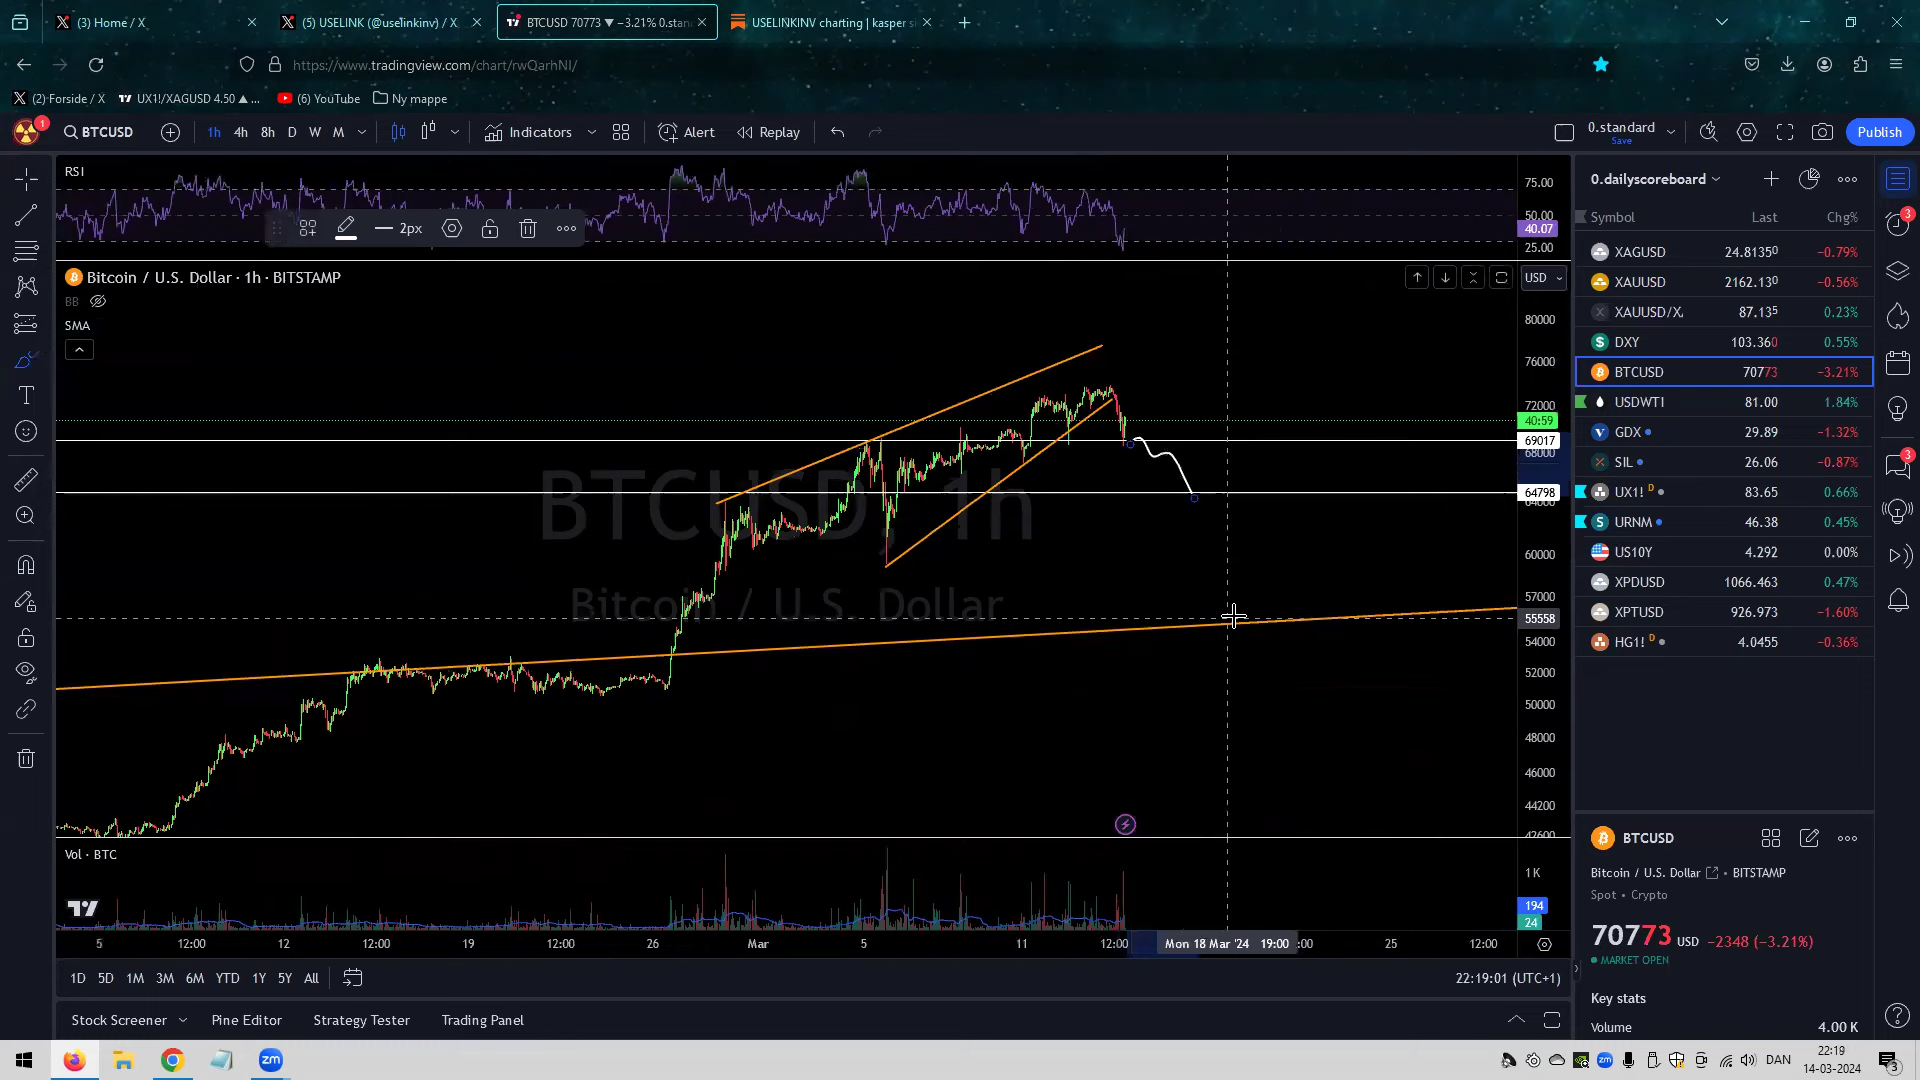 (3) Home / X
(5) USELINK (@uselinkinv) / X
BTCUSD 70773 ▼ −3.21% 0.stan
USELINKINV charting | kasper s
https://www.tradingview.com/chart/rwQarhNI/
(2) Forside / X
UX1!/XAGUSD 4.50 ▲ ...
(6) YouTube
Ny mappe
1
BTCUSD
1h 4h 8h D W M
Indicators
Alert
Replay
0.standard
Save
Publish
RSI
75.00
50.00
40.07
25.00
2px
Bitcoin / U.S. Dollar · 1h · BITSTAMP
USD
BB
SMA
80000
76000
72000
40:59
69017
68000
64798
60000
57000
55558
54000
52000
50000
48000
46000
44200
42600
BTCUSD, 1h
Bitcoin / U.S. Dollar
Vol · BTC
1K
194
24
5 12:00 12 12:00 19 12:00 26 Mar 5 11 12:00 Mon 18 Mar '24 19:00 :00 25 12:00
1D 5D 1M 3M 6M YTD 1Y 5Y All
22:19:01 (UTC+1)
Stock Screener
Pine Editor
Strategy Tester
Trading Panel
0.dailyscoreboard
Symbol Last Chg%
XAGUSD 24.8135⁰ −0.79%
XAUUSD 2162.13⁰ −0.56%
XAUUSD/X 87.13⁵ 0.23%
DXY 103.360 0.55%
BTCUSD 70773 −3.21%
USDWTI 81.00 1.84%
GDX 29.89 −1.32%
SIL 26.06 −0.87%
UX1! D 83.65 0.66%
URNM 46.38 0.45%
US10Y 4.292 0.00%
XPDUSD 1066.463 0.47%
XPTUSD 926.973 −1.60%
HG1! D 4.0455 −0.36%
3
3
BTCUSD
Bitcoin / U.S. Dollar • BITSTAMP
Spot • Crypto
70773 USD −2348 (−3.21%)
MARKET OPEN
Key stats
Volume 4.00 K
zm
zm
DAN
22:19
14-03-2024
3